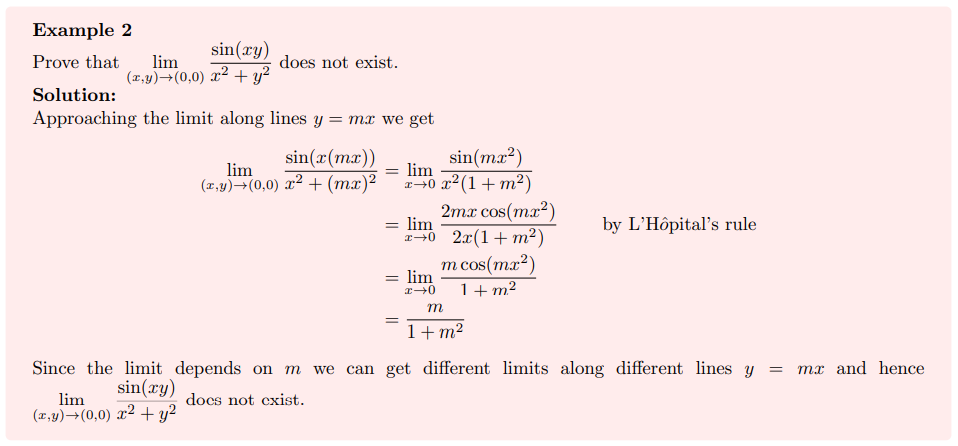 Example 2
Prove that $\lim_{(x,y)\to(0,0)} \frac{\sin(xy)}{x^2+y^2}$ does not exist.
Solution:
Approaching the limit along lines $y = mx$ we get
$\lim_{(x,y)\to(0,0)} \frac{\sin(x(mx))}{x^2+(mx)^2} = \lim_{x\to 0} \frac{\sin(mx^2)}{x^2(1+m^2)}$
$= \lim_{x\to 0} \frac{2mx\cos(mx^2)}{2x(1+m^2)}$ by L'Hôpital's rule
$= \lim_{x\to 0} \frac{m\cos(mx^2)}{1+m^2}$
$= \frac{m}{1+m^2}$
Since the limit depends on $m$ we can get different limits along different lines $y = mx$ and hence
$\lim_{(x,y)\to(0,0)} \frac{\sin(xy)}{x^2+y^2}$ does not exist.